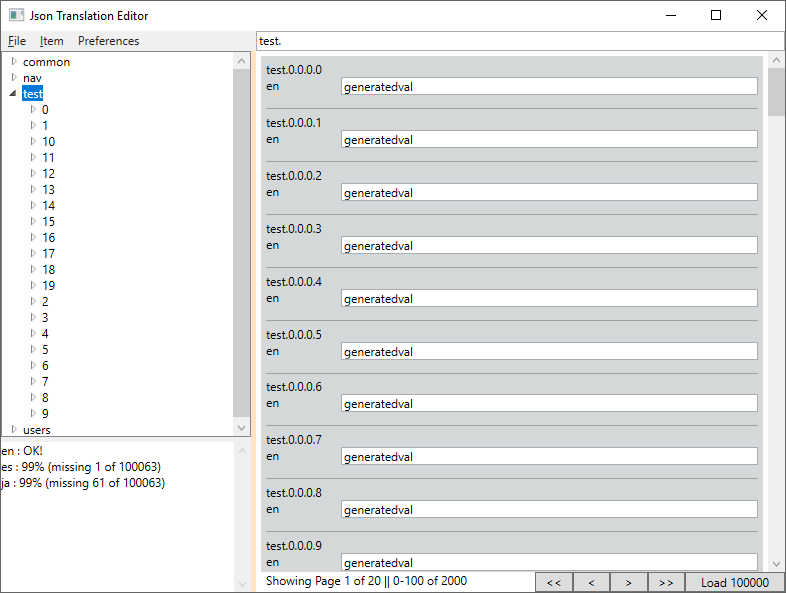 Json Translation Editor
File Item Preferences
test.
common
nav
test
0
1
10
11
12
13
14
15
16
17
18
19
2
3
4
5
6
7
8
9
users
en : OK!
es : 99% (missing 1 of 100063)
ja : 99% (missing 61 of 100063)
test.0.0.0.0
en generatedval
test.0.0.0.1
en generatedval
test.0.0.0.2
en generatedval
test.0.0.0.3
en generatedval
test.0.0.0.4
en generatedval
test.0.0.0.5
en generatedval
test.0.0.0.6
en generatedval
test.0.0.0.7
en generatedval
test.0.0.0.8
en generatedval
test.0.0.0.9
en generatedval
Showing Page 1 of 20 || 0-100 of 2000 << < > >> Load 100000